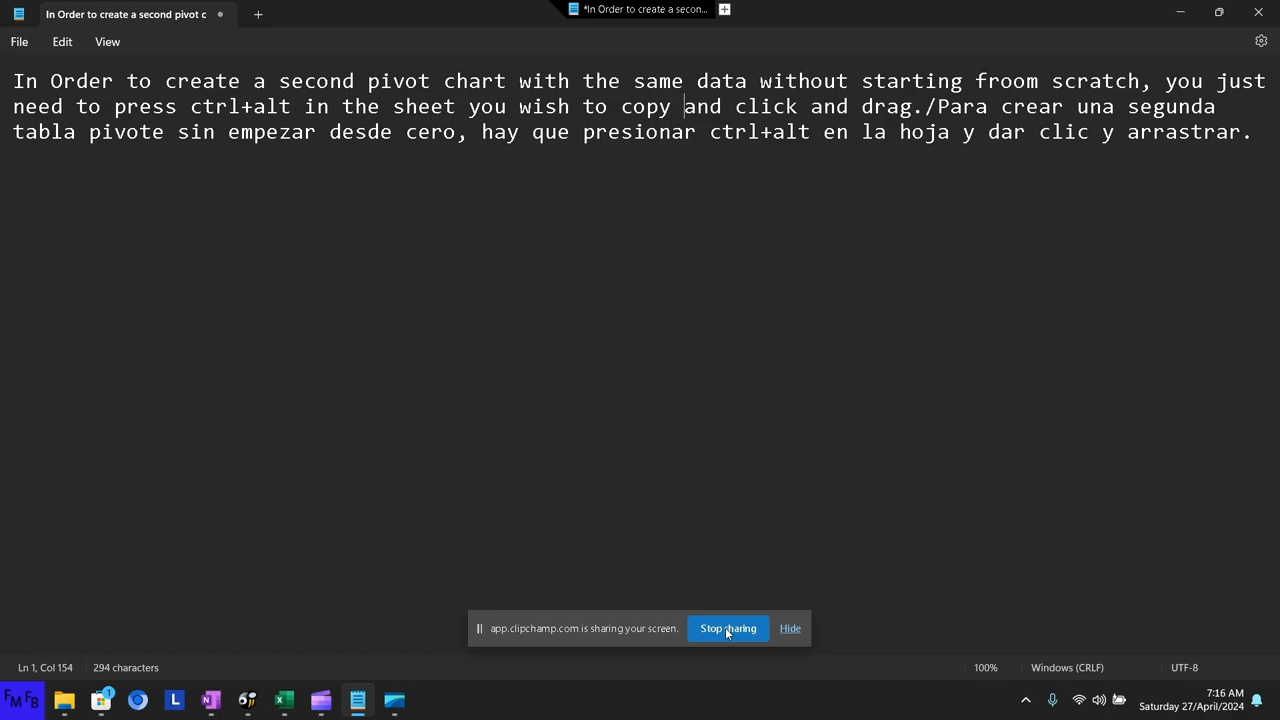 In Order to create a second pivot c
*In Order to create a secon...
File Edit View
In Order to create a second pivot chart with the same data without starting froom scratch, you just
need to press ctrl+alt in the sheet you wish to copy and click and drag./Para crear una segunda
tabla pivote sin empezar desde cero, hay que presionar ctrl+alt en la hoja y dar clic y arrastrar.
app.clipchamp.com is sharing your screen. Stop sharing Hide
Ln 1, Col 154 294 characters 100% Windows (CRLF) UTF-8
FM FB 1 L N 7:16 AM
Saturday 27/April/2024